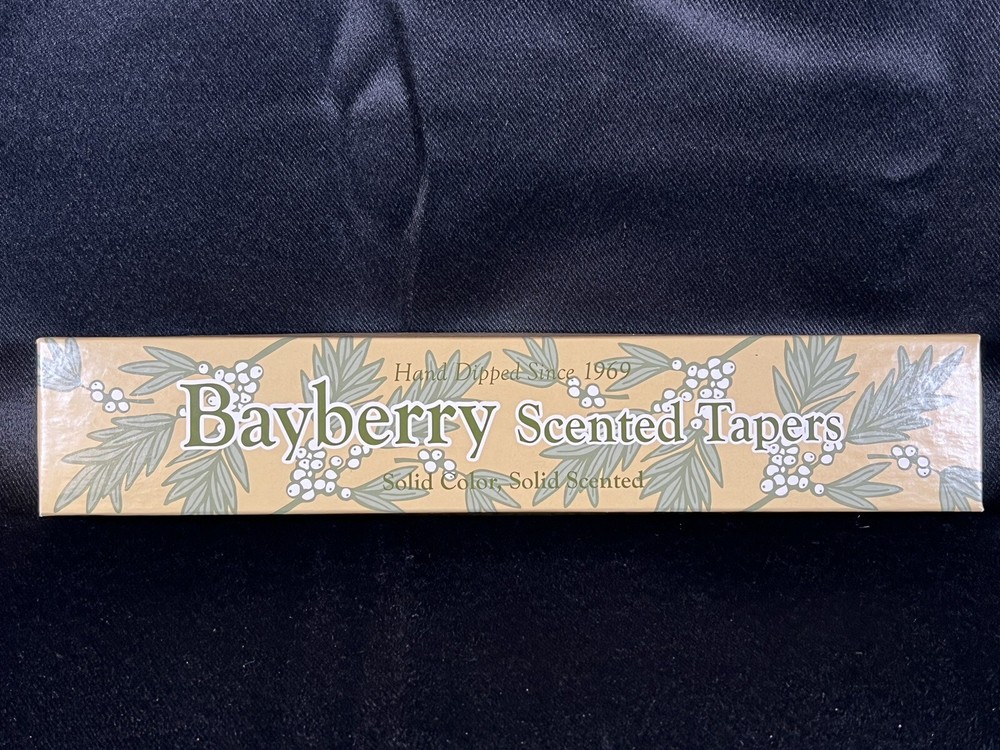 Hand Dipped Since 1969
Bayberry Scented Tapers
Solid Color, Solid Scented